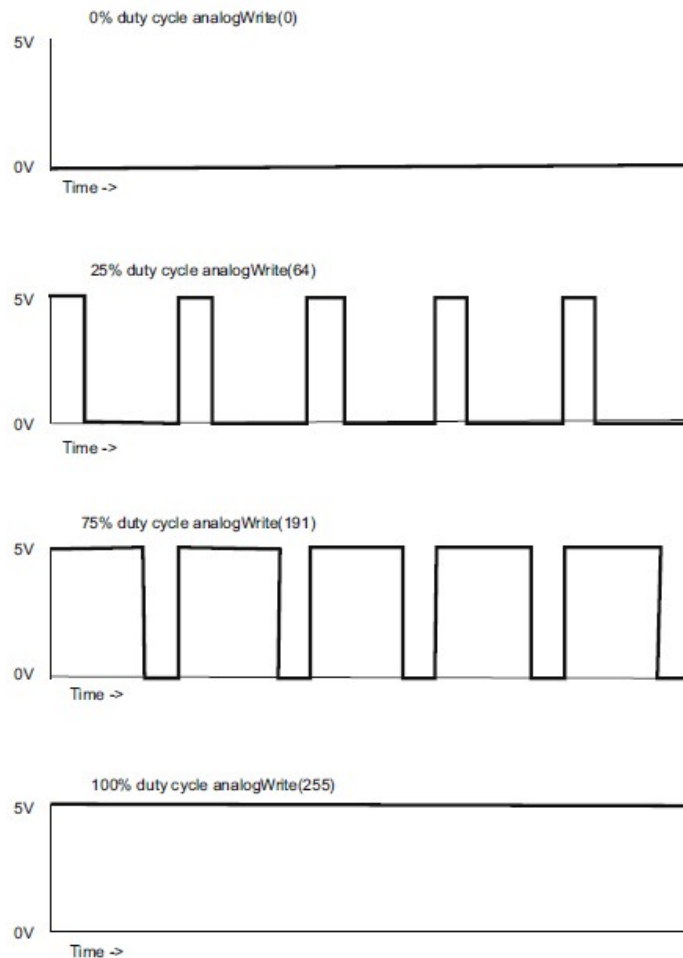 0% duty cycle analogWrite(0)
5V
0V
Time ->
25% duty cycle analogWrite(64)
5V
0V
Time ->
75% duty cycle analogWrite(191)
5V
0V
Time ->
100% duty cycle analogWrite(255)
5V
0V
Time ->